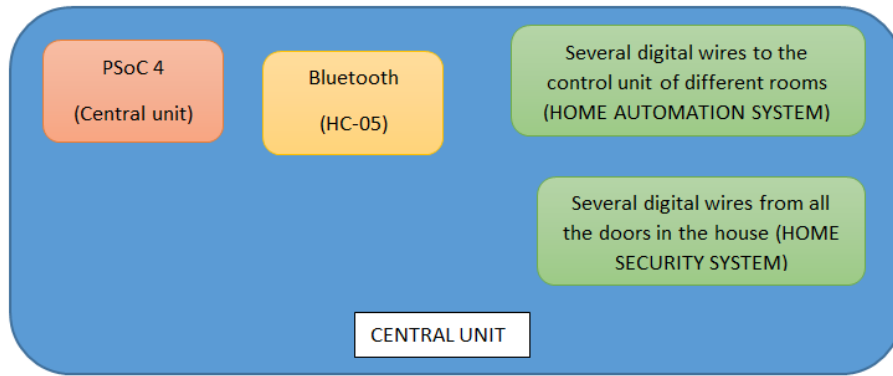 PSoC 4
(Central unit)
Bluetooth
(HC-05)
Several digital wires to the
control unit of different rooms
(HOME AUTOMATION SYSTEM)
Several digital wires from all
the doors in the house (HOME
SECURITY SYSTEM)
CENTRAL UNIT